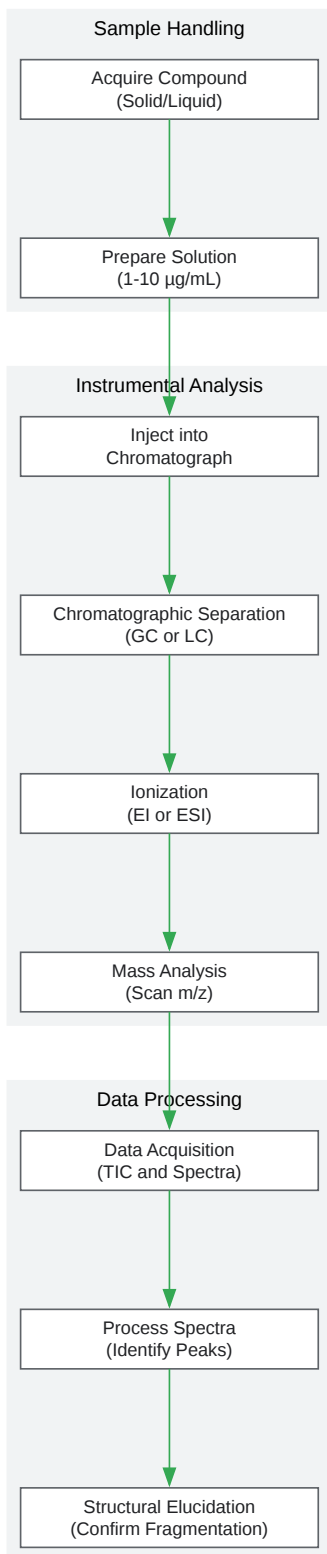 Sample Handling
Acquire Compound
(Solid/Liquid)
Prepare Solution
(1-10 µg/mL)
Instrumental Analysis
Inject into
Chromatograph
Chromatographic Separation
(GC or LC)
Ionization
(EI or ESI)
Mass Analysis
(Scan m/z)
Data Processing
Data Acquisition
(TIC and Spectra)
Process Spectra
(Identify Peaks)
Structural Elucidation
(Confirm Fragmentation)